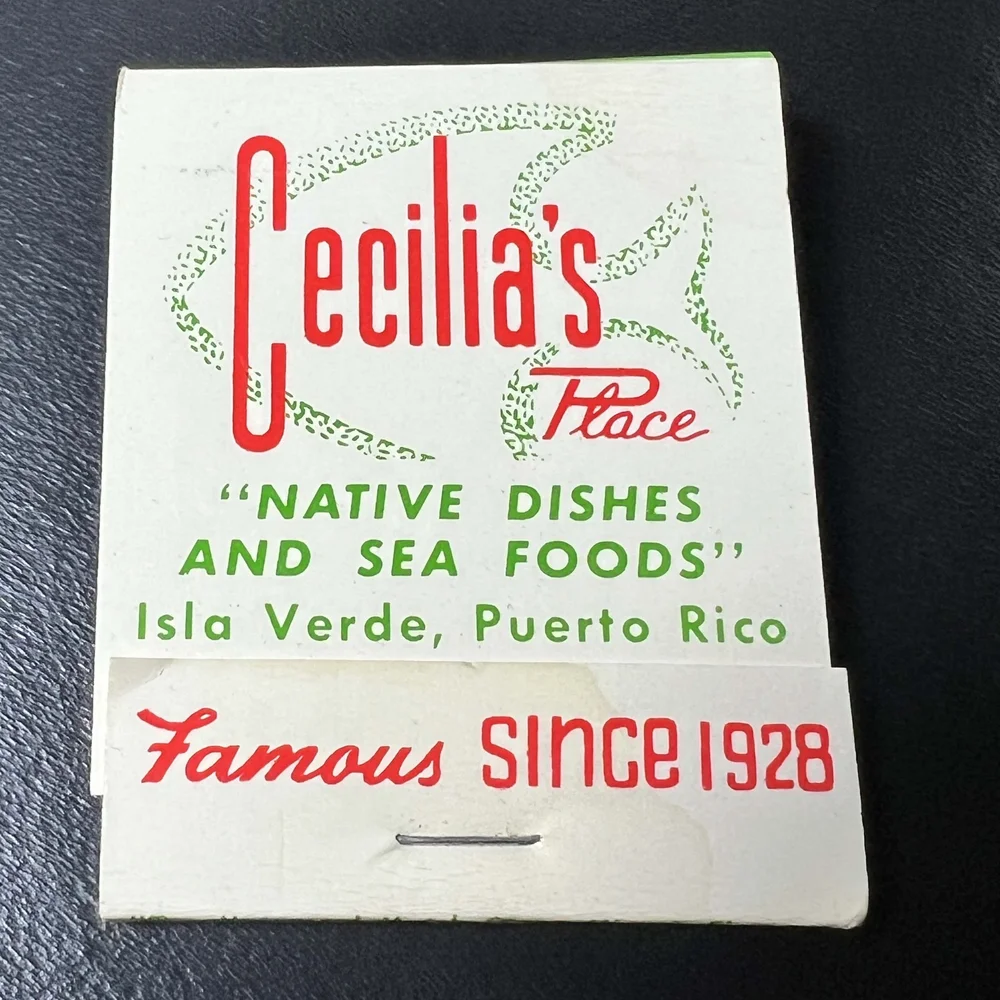 Cecilia's
Place
“NATIVE DISHES
AND SEA FOODS”
Isla Verde, Puerto Rico
Famous SINCE 1928